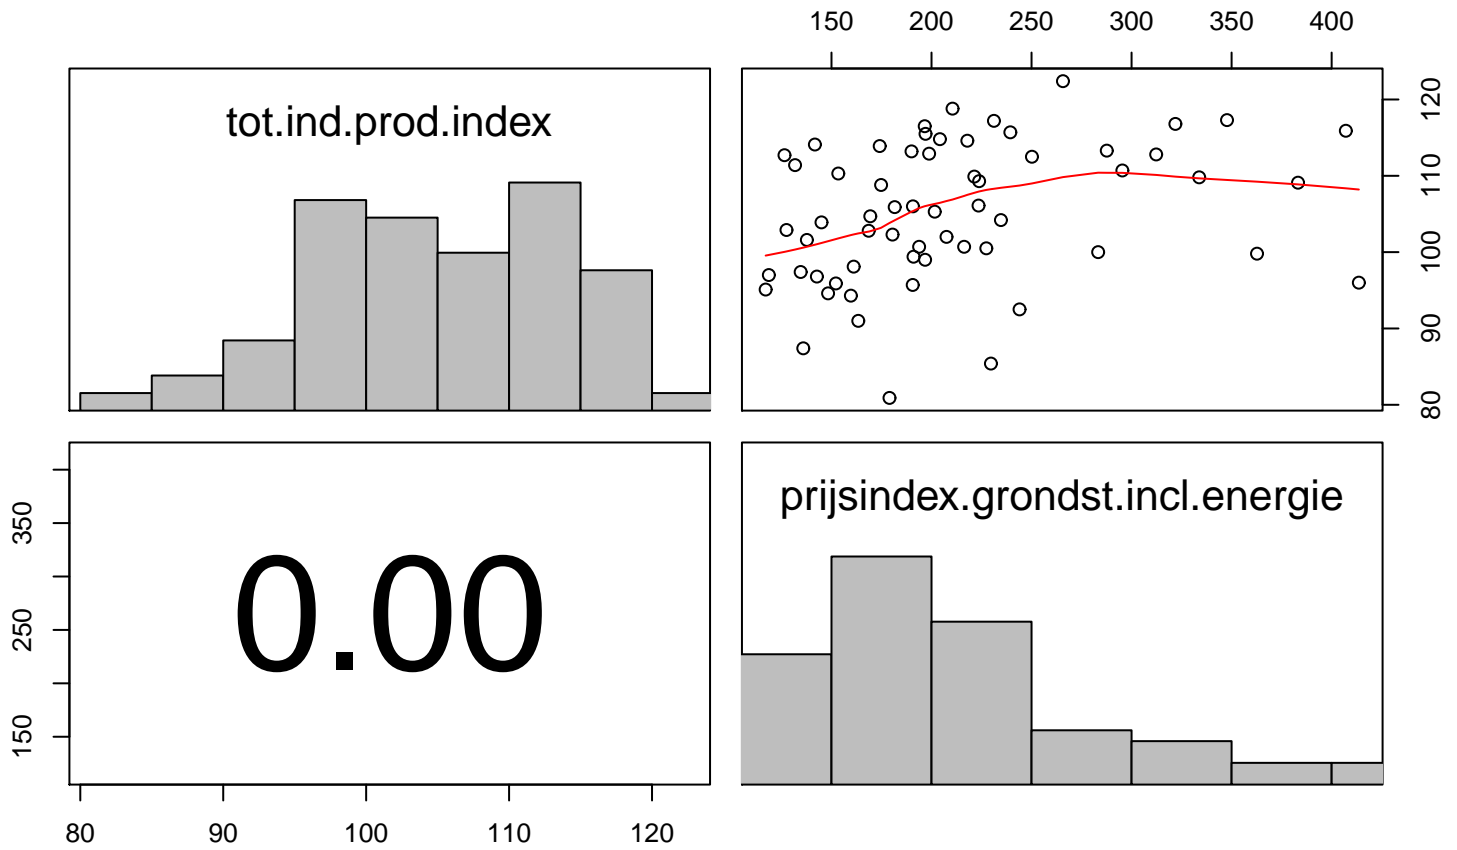 150 200 250 300 350 400
tot.ind.prod.index
80 90 100 110 120
prijsindex.grondst.incl.energie
150 250 350
0.00
80 90 100 110 120